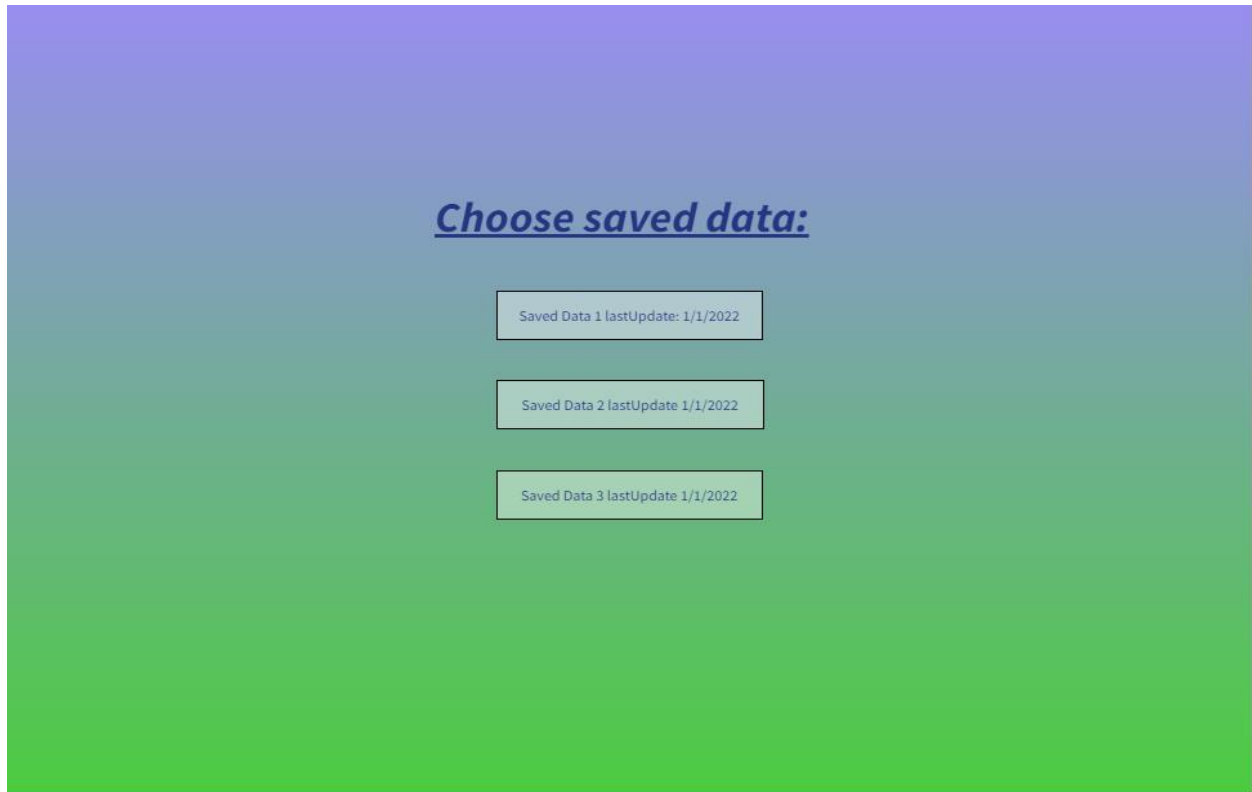 Choose saved data:
Saved Data 1 lastUpdate: 1/1/2022
Saved Data 2 lastUpdate 1/1/2022
Saved Data 3 lastUpdate 1/1/2022